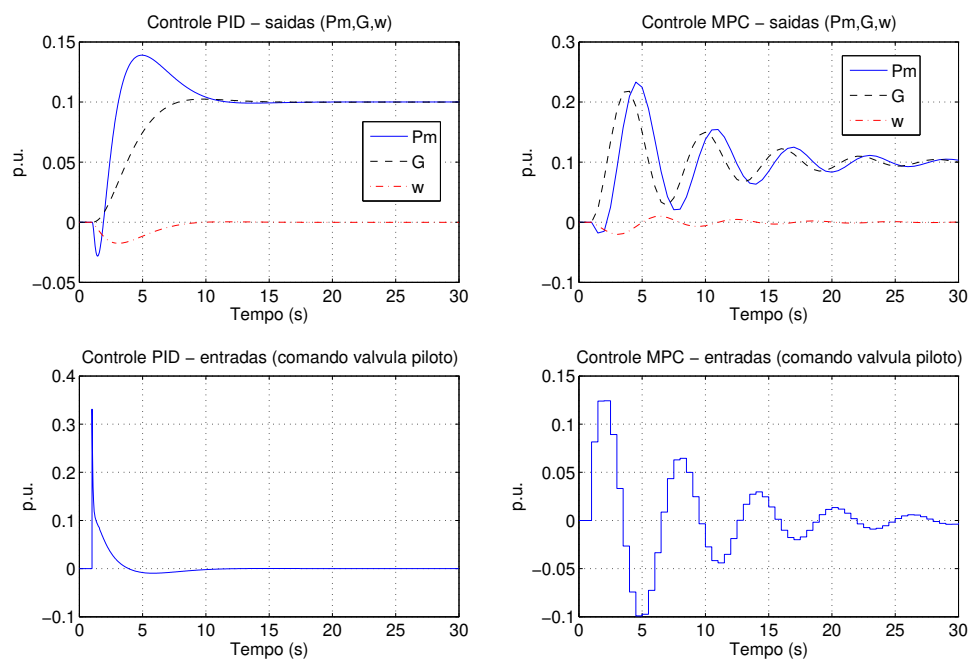 Controle PID − saidas (Pm,G,w)
0.15
0.1
0.05
0
−0.05
p.u.
Pm
G
w
0 5 10 15 20 25 30
Tempo (s)
Controle MPC − saidas (Pm,G,w)
0.3
0.2
0.1
0
−0.1
p.u.
Pm
G
w
0 5 10 15 20 25 30
Tempo (s)
Controle PID − entradas (comando valvula piloto)
0.4
0.3
0.2
0.1
0
−0.1
p.u.
0 5 10 15 20 25 30
Tempo (s)
Controle MPC − entradas (comando valvula piloto)
0.15
0.1
0.05
0
−0.05
−0.1
p.u.
0 5 10 15 20 25 30
Tempo (s)